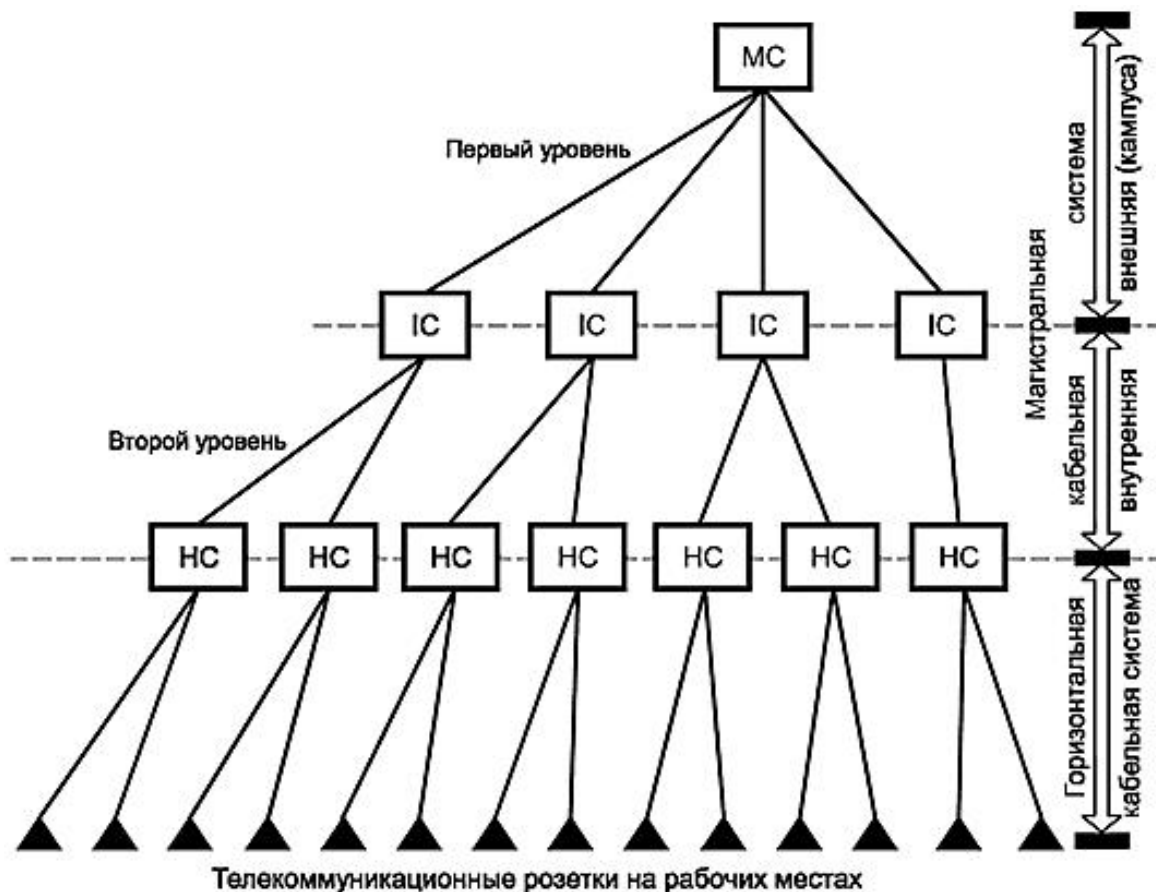 MC
Первый уровень
IC
IC
IC
IC
Второй уровень
HC
HC
HC
HC
HC
HC
HC
Телекоммуникационные розетки на рабочих местах
Магистральная
кабельная
система
внешняя (кампуса)
внутренняя
Горизонтальная
кабельная система